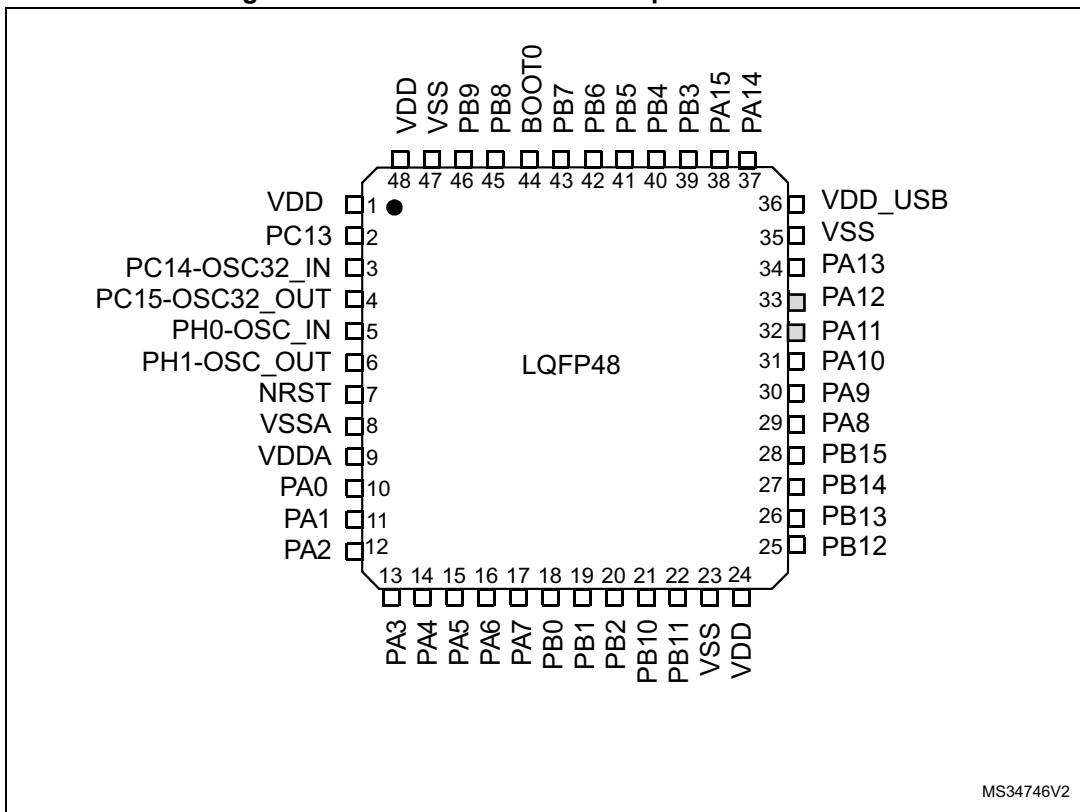 VDD
VSS
PB9
PB8
BOOT0
PB7
PB6
PB5
PB4
PB3
PA15
PA14
48 47 46 45 44 43 42 41 40 39 38 37
VDD 1
PC13 2
PC14-OSC32_IN 3
PC15-OSC32_OUT 4
PH0-OSC_IN 5
PH1-OSC_OUT 6
NRST 7
VSSA 8
VDDA 9
PA0 10
PA1 11
PA2 12
LQFP48
36 VDD_USB
35 VSS
34 PA13
33 PA12
32 PA11
31 PA10
30 PA9
29 PA8
28 PB15
27 PB14
26 PB13
25 PB12
13 14 15 16 17 18 19 20 21 22 23 24
PA3
PA4
PA5
PA6
PA7
PB0
PB1
PB2
PB10
PB11
VSS
VDD
MS34746V2